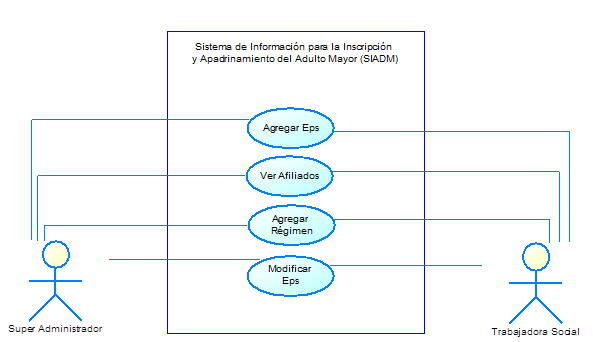 Sistema de Información para la Inscripción
y Apadrinamiento del Adulto Mayor (SIADM)
Agregar Eps
Ver Afiliados
Agregar
Régimen
Modificar
Eps
Super Administrador
Trabajadora Social